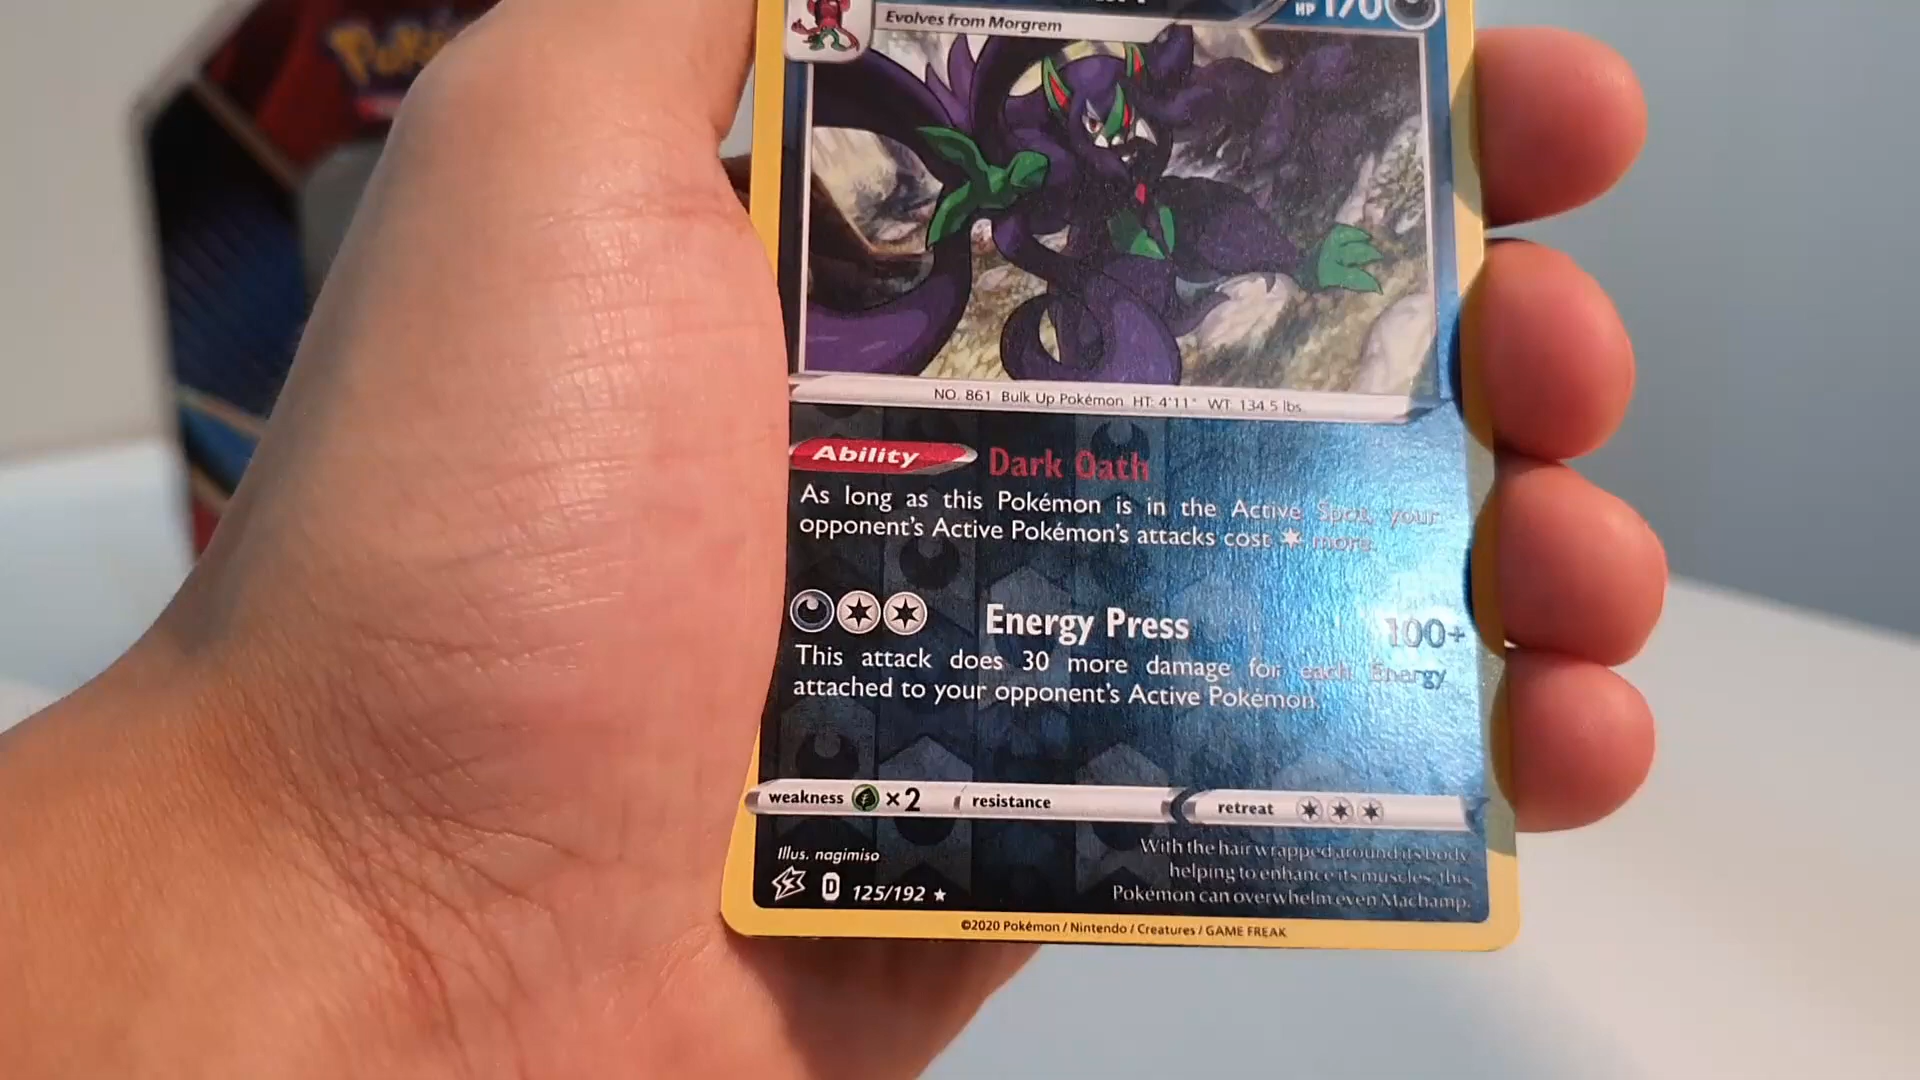 Poké
HP 170
Evolves from Morgrem
NO. 861 Bulk Up Pokémon HT: 4'11" WT: 134.5 lbs.
Ability Dark Oath
As long as this Pokémon is in the Active Spot, your
opponent's Active Pokémon's attacks cost more.
Energy Press 100+
This attack does 30 more damage for each Energy
attached to your opponent's Active Pokémon.
weakness ×2 resistance retreat
Illus. nagimiso
D 125/192 ★
With the hair wrapped around its body
helping to enhance its muscles, this
Pokémon can overwhelm even Machamp.
©2020 Pokémon / Nintendo / Creatures / GAME FREAK